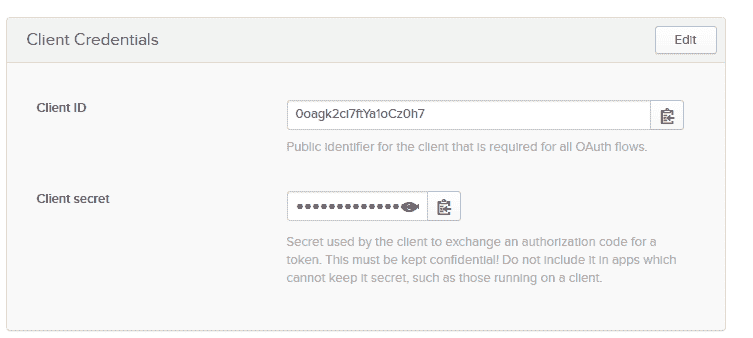 Client Credentials
Edit
Client ID
0oagk2ci7ftYa1oCz0h7
Public identifier for the client that is required for all OAuth flows.
Client secret
Secret used by the client to exchange an authorization code for a
token. This must be kept confidential! Do not include it in apps which
cannot keep it secret, such as those running on a client.